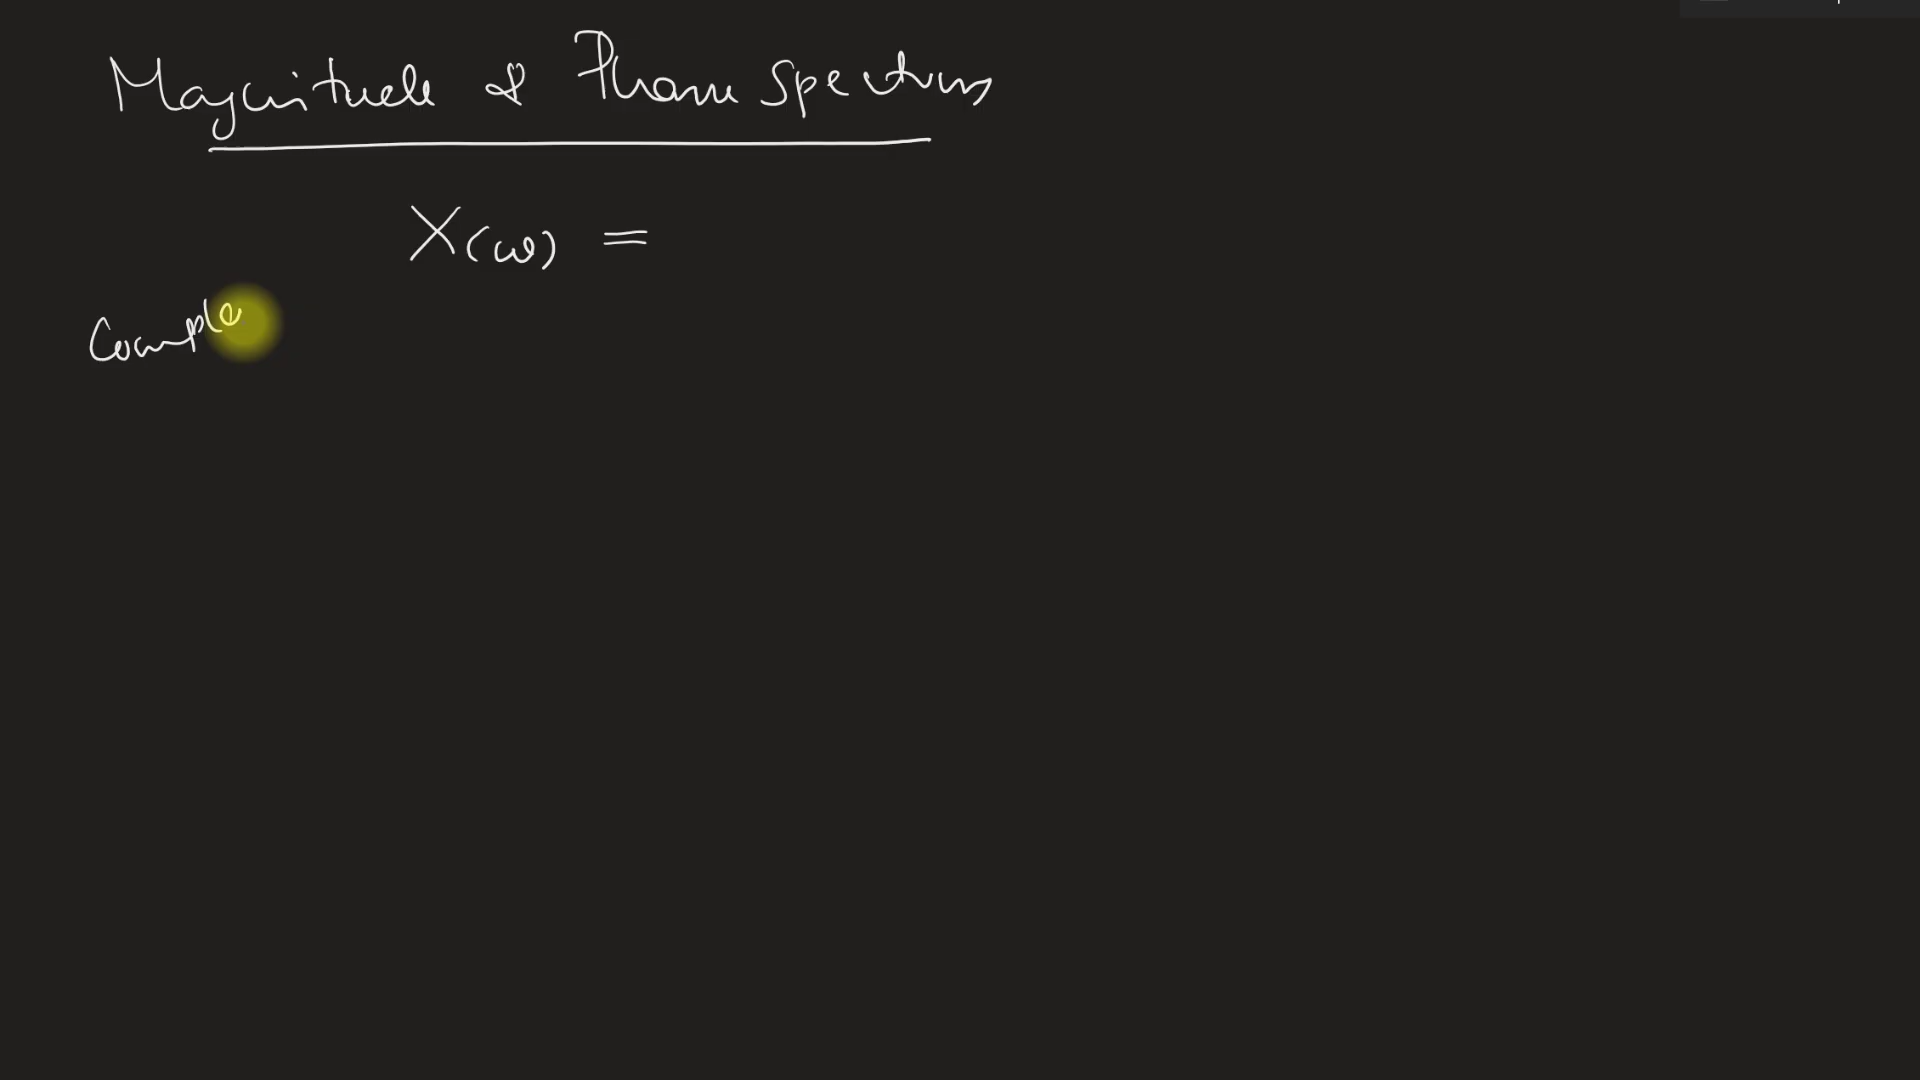 Magnitude & Phase Spectrum
X(ω) =
Comple